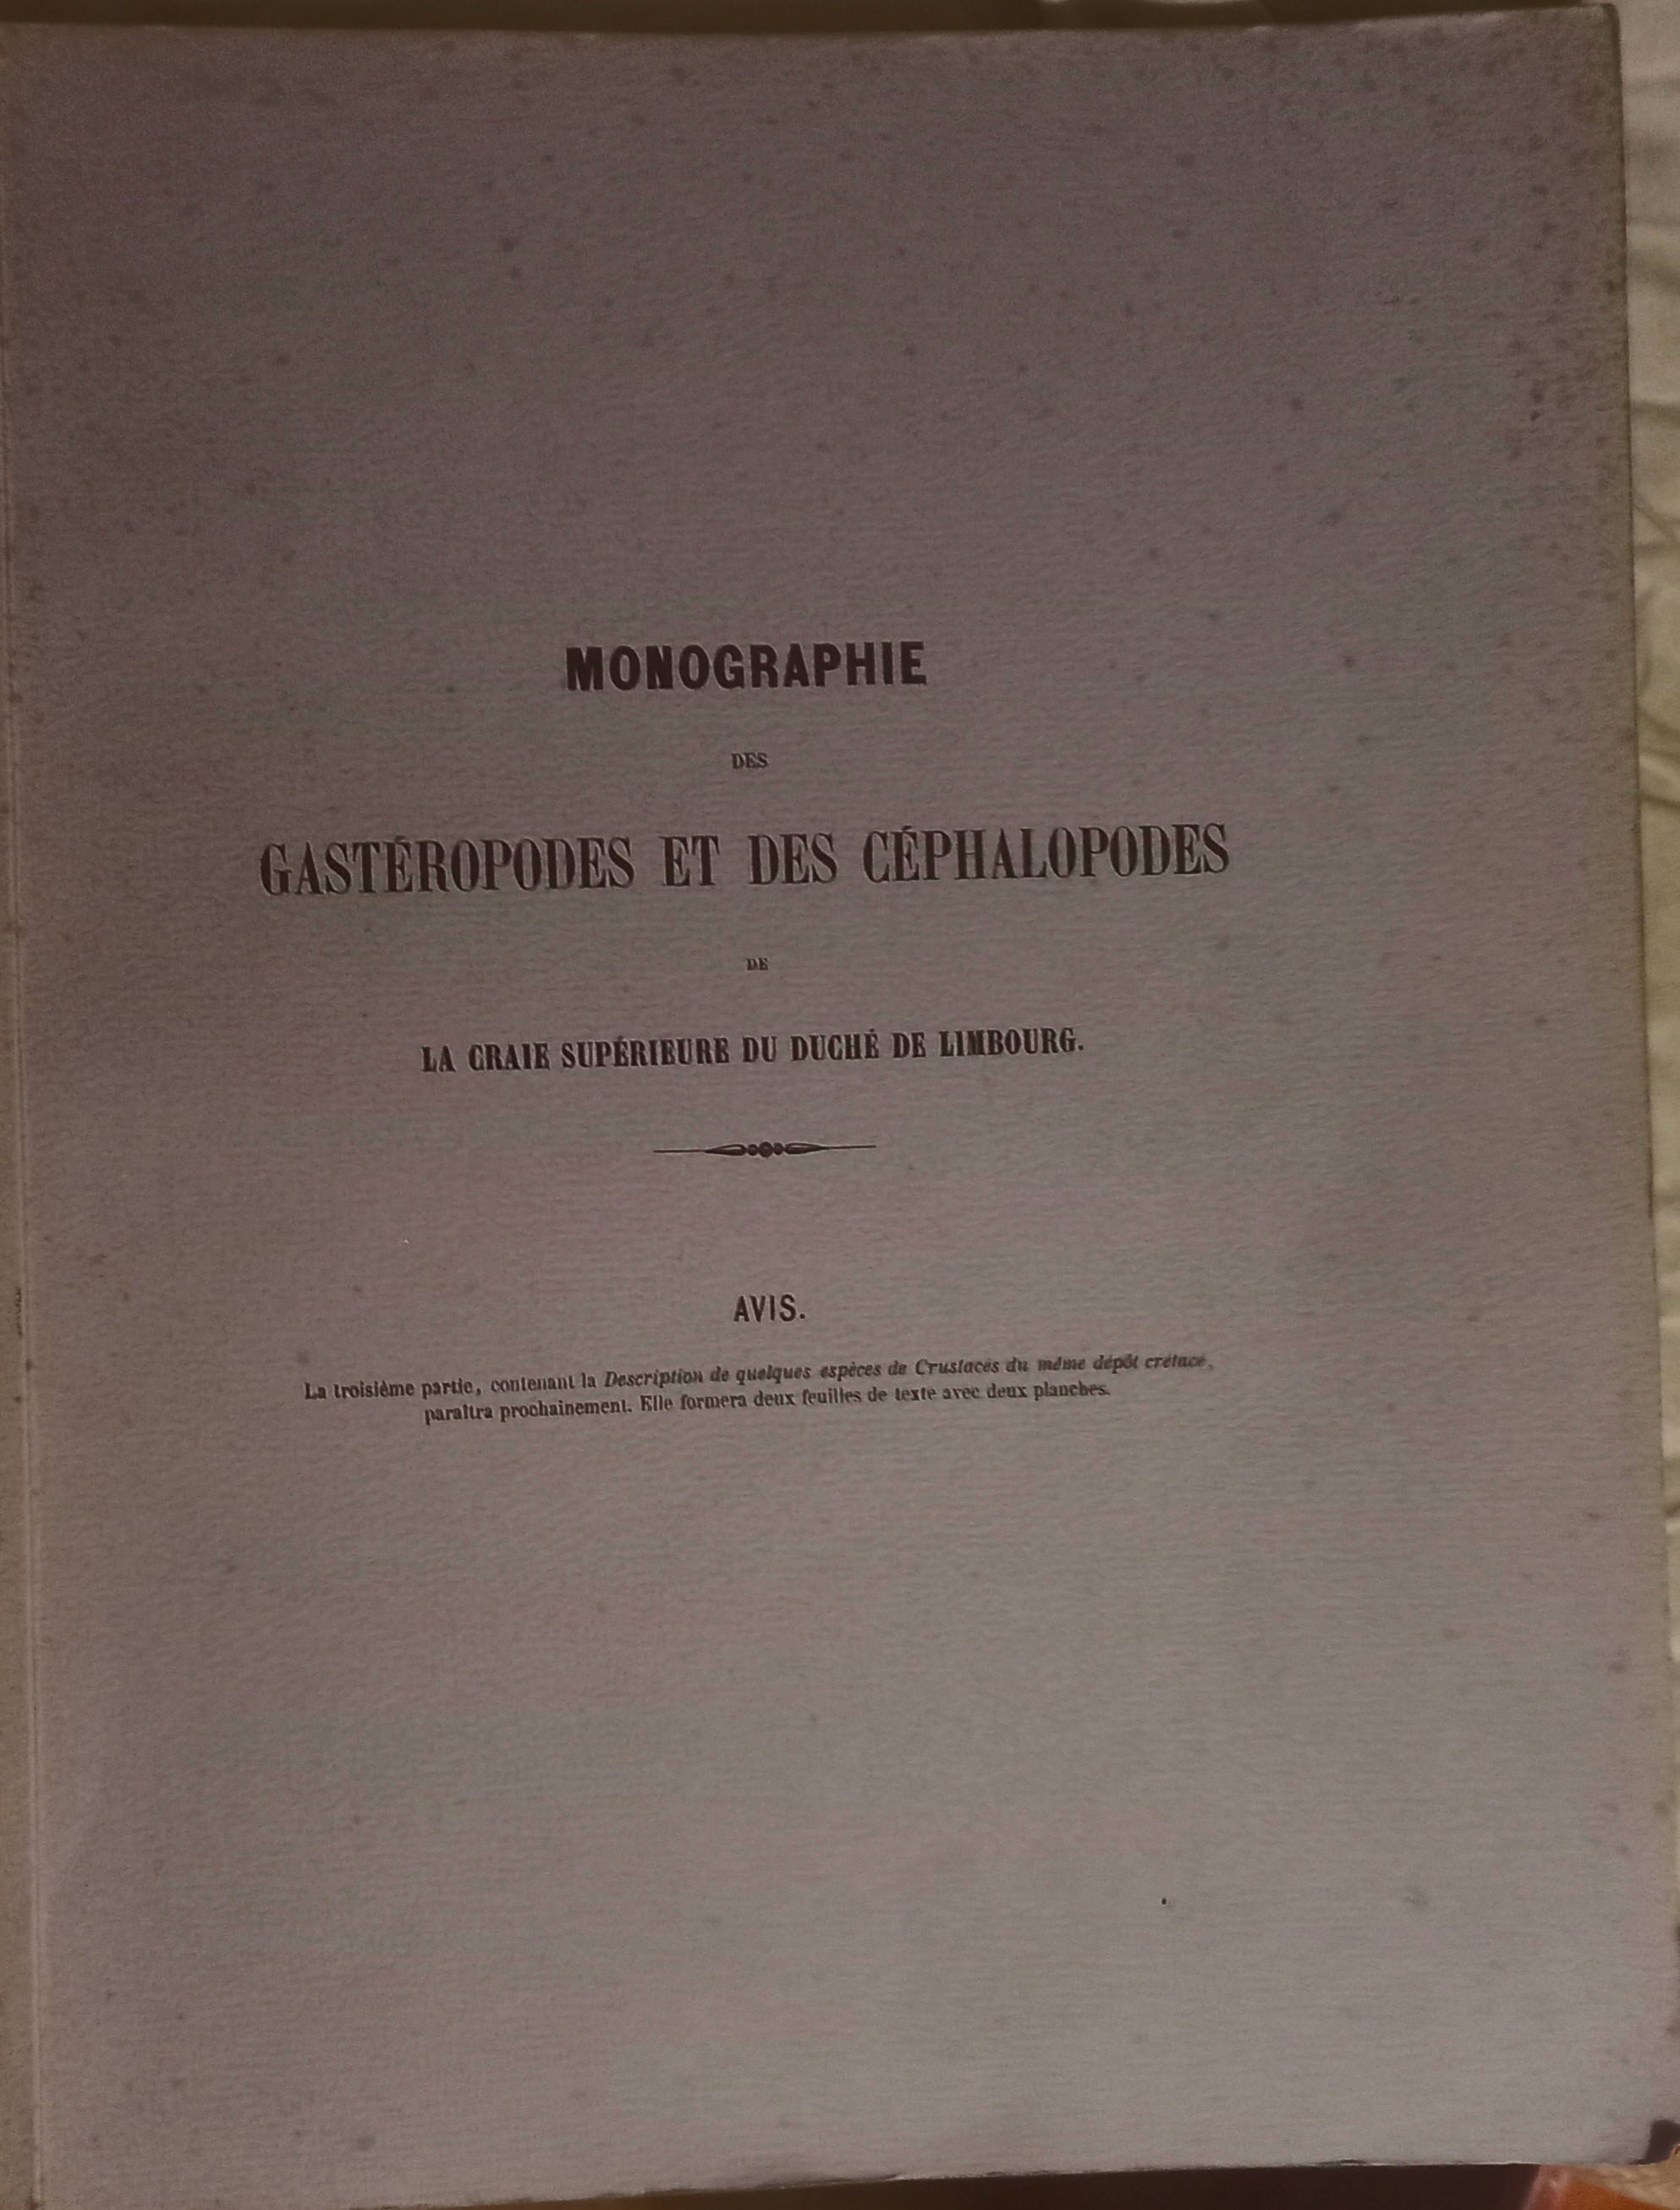 MONOGRAPHIE
DES
GASTÉROPODES ET DES CÉPHALOPODES
DE
LA CRAIE SUPÉRIEURE DU DUCHÉ DE LIMBOURG.
AVIS.
La troisième partie, contenant la Description de quelques espèces de Crustacés du même dépôt crétacé,
paraîtra prochainement. Elle formera deux feuilles de texte avec deux planches.